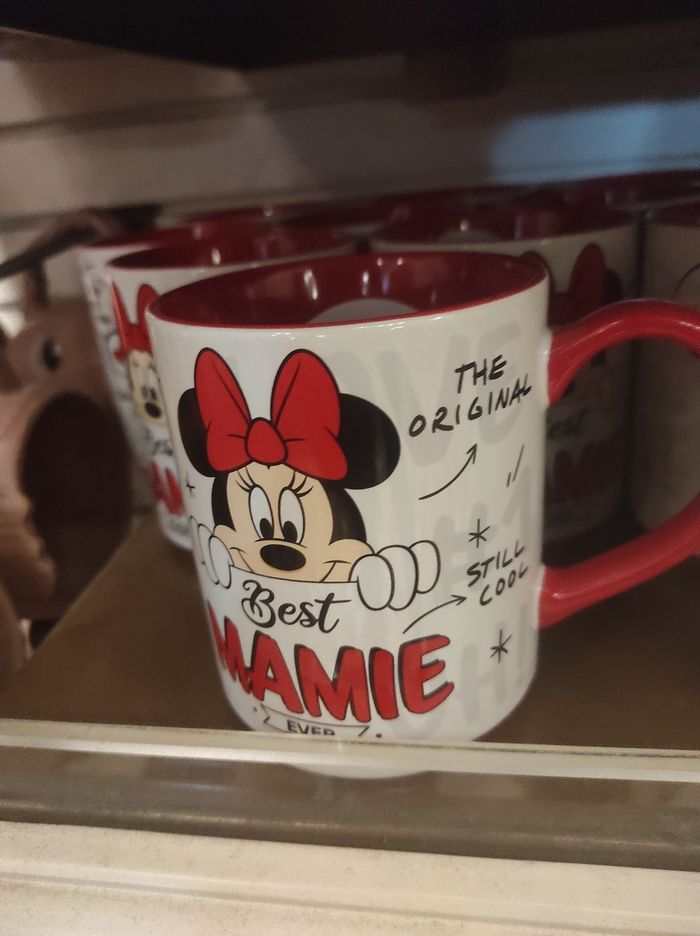 THE
ORIGINAL
STILL
COOL
Best
MAMIE
EVER